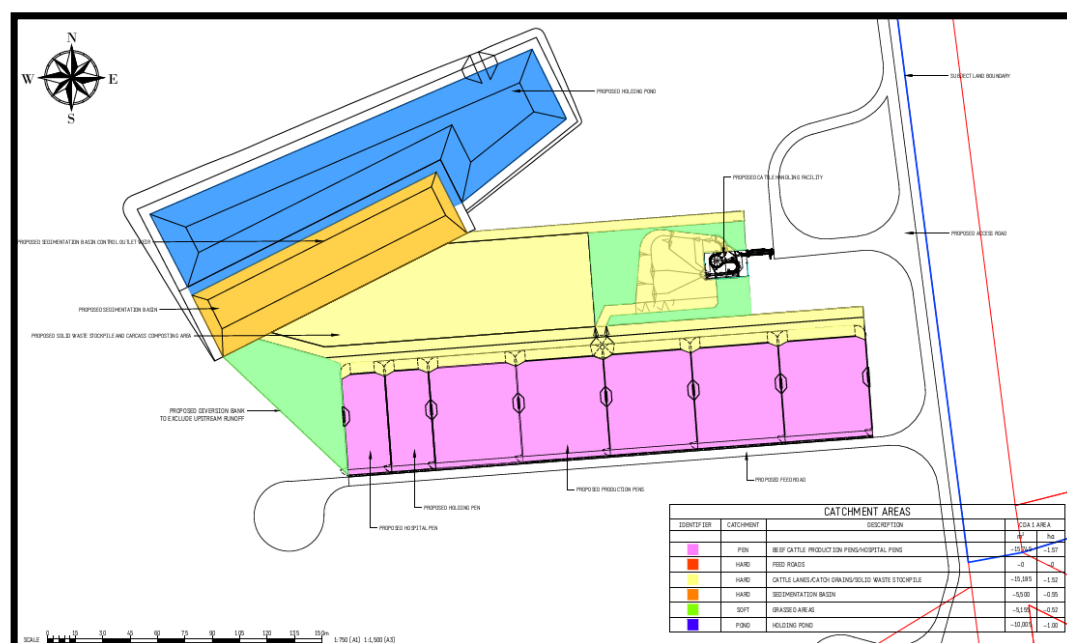 N
W E
S
SUBJECT LAND BOUNDARY
PROPOSED HOLDING POND
PROPOSED CATTLE HANDLING FACILITY
PROPOSED ACCESS ROAD
PROPOSED SEDIMENTATION BASIN CONTROL OUTLET WEIR
PROPOSED SEDIMENTATION BASIN
PROPOSED SOLID WASTE STOCKPILE AND CARCASS COMPOSTING AREA
PROPOSED DIVERSION BANK
TO EXCLUDE UPSTREAM RUNOFF
PROPOSED FEED ROAD
PROPOSED PRODUCTION PENS
PROPOSED HOLDING PEN
PROPOSED HOSPITAL PEN
CATCHMENT AREAS
IDENTIFIER CATCHMENT DESCRIPTION CDA 1 AREA
m² ha
PEN BEEF CATTLE PRODUCTION PENS/HOSPITAL PENS ~1.57
HARD FEED ROADS ~0 ~0
HARD CATTLE LANES/CATCH DRAINS/SOLID WASTE STOCKPILE ~15,185 ~1.52
HARD SEDIMENTATION BASIN ~5,500 ~0.55
SOFT GRASSED AREAS ~5,155 ~0.52
POND HOLDING POND ~10,005 ~1.00
SCALE 0 15 30 45 60 75 90 105 120 135 150m 1:750 (A1) 1:1,500 (A3)